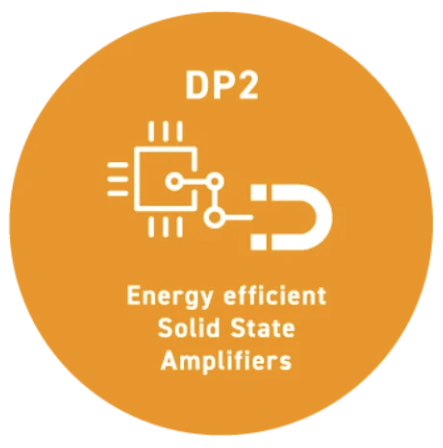 DP2
Energy efficient
Solid State
Amplifiers